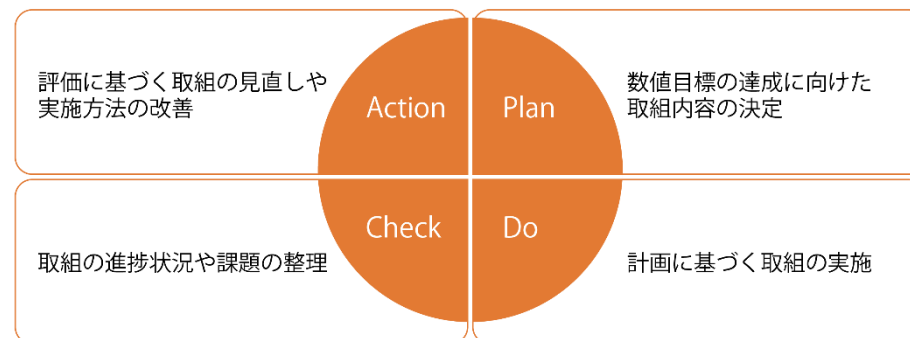 評価に基づく取組の見直しや
実施方法の改善
Action
Plan
数値目標の達成に向けた
取組内容の決定
取組の進捗状況や課題の整理
Check
Do
計画に基づく取組の実施